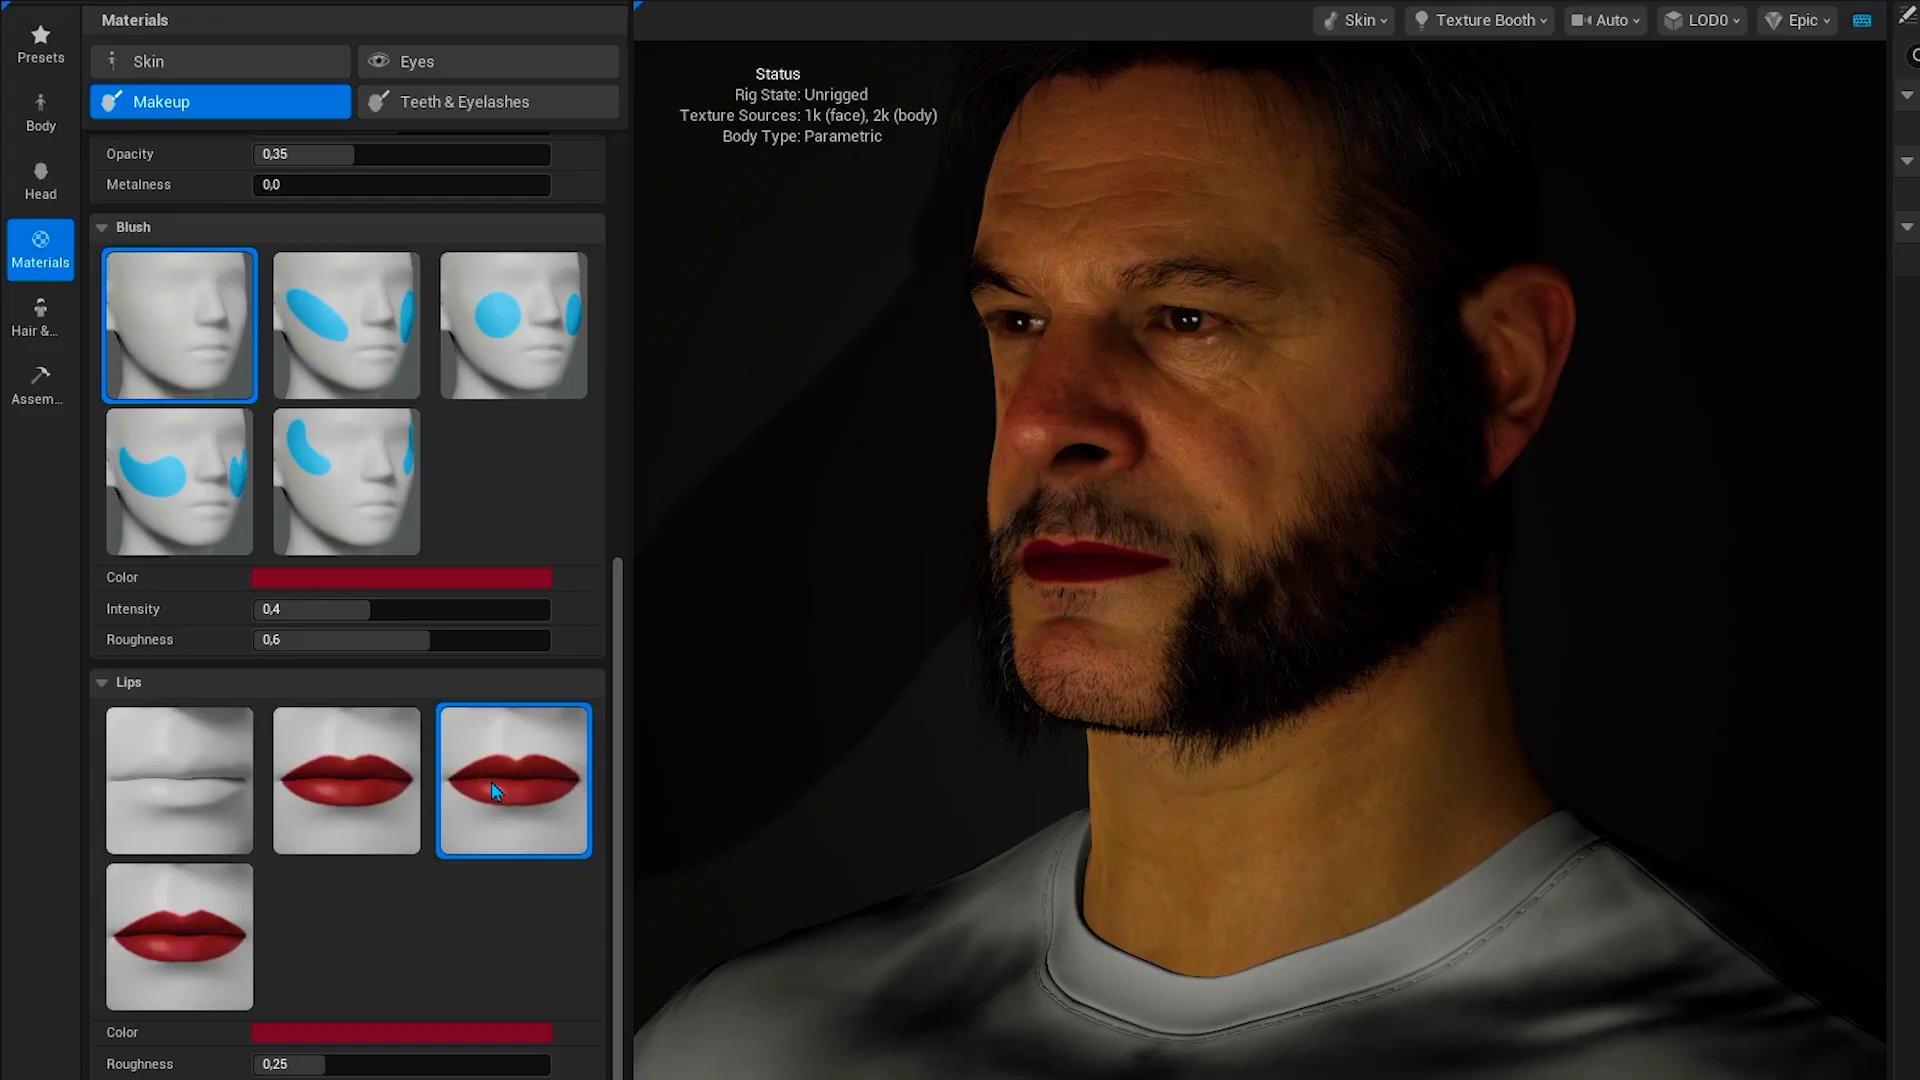 Presets
Body
Head
Materials
Hair &...
Assem...
Materials
Skin
Eyes
Makeup
Teeth & Eyelashes
Opacity 0,35
Metalness 0,0
Blush
Color
Intensity 0,4
Roughness 0,6
Lips
Color
Roughness 0,25
Skin
Texture Booth
Auto
LOD0
Epic
Status
Rig State: Unrigged
Texture Sources: 1k (face), 2k (body)
Body Type: Parametric